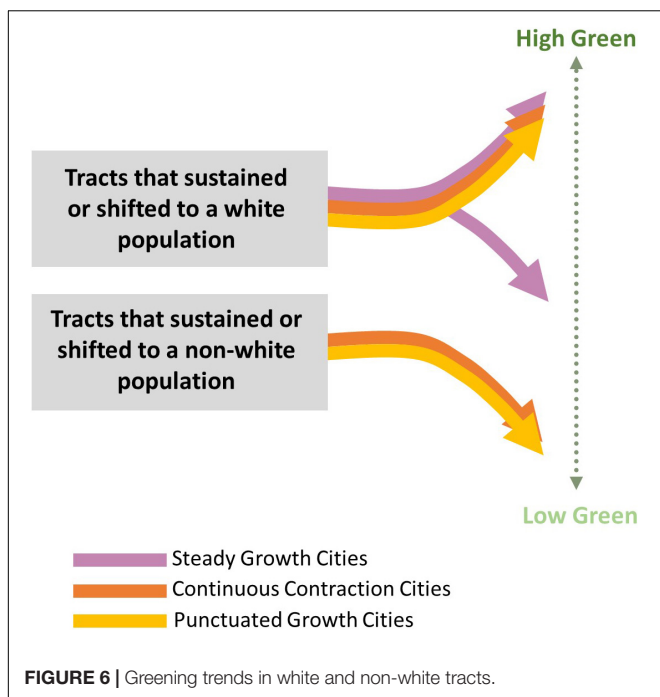 High Green
Tracts that sustained
or shifted to a white
population
Tracts that sustained or
shifted to a non-white
population
Low Green
Steady Growth Cities
Continuous Contraction Cities
Punctuated Growth Cities
FIGURE 6 | Greening trends in white and non-white tracts.